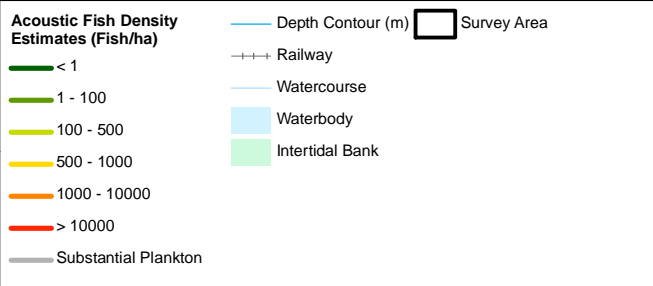 Acoustic Fish Density
Estimates (Fish/ha)
< 1
1 - 100
100 - 500
500 - 1000
1000 - 10000
> 10000
Substantial Plankton
Depth Contour (m)
Railway
Watercourse
Waterbody
Intertidal Bank
Survey Area